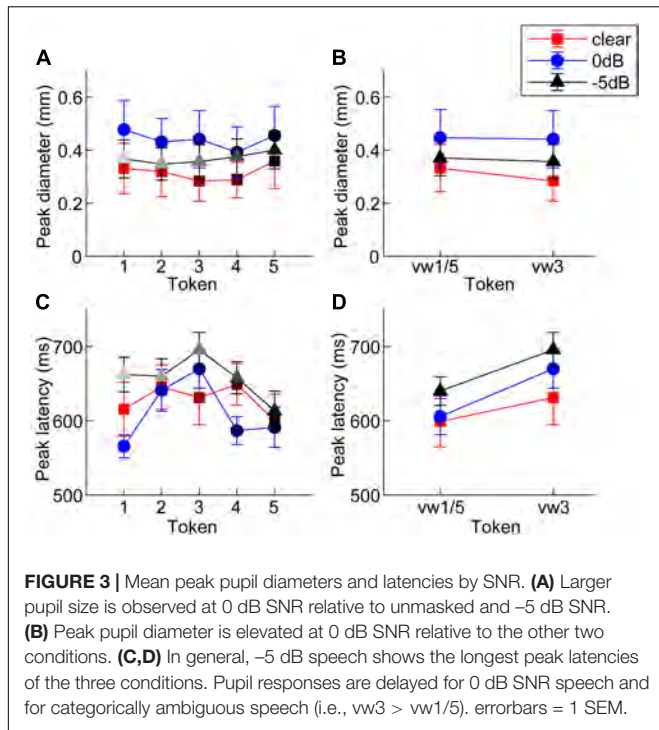 clear
0dB
-5dB
A
B
0.6
0.4
0.2
0
Peak diameter (mm)
1 2 3 4 5
Token
0.6
0.4
0.2
0
Peak diameter (mm)
vw1/5 vw3
Token
C
D
700
600
500
Peak latency (ms)
1 2 3 4 5
Token
700
600
500
Peak latency (ms)
vw1/5 vw3
Token
FIGURE 3 | Mean peak pupil diameters and latencies by SNR. (A) Larger
pupil size is observed at 0 dB SNR relative to unmasked and –5 dB SNR.
(B) Peak pupil diameter is elevated at 0 dB SNR relative to the other two
conditions. (C,D) In general, –5 dB speech shows the longest peak latencies
of the three conditions. Pupil responses are delayed for 0 dB SNR speech and
for categorically ambiguous speech (i.e., vw3 > vw1/5). errorbars = 1 SEM.